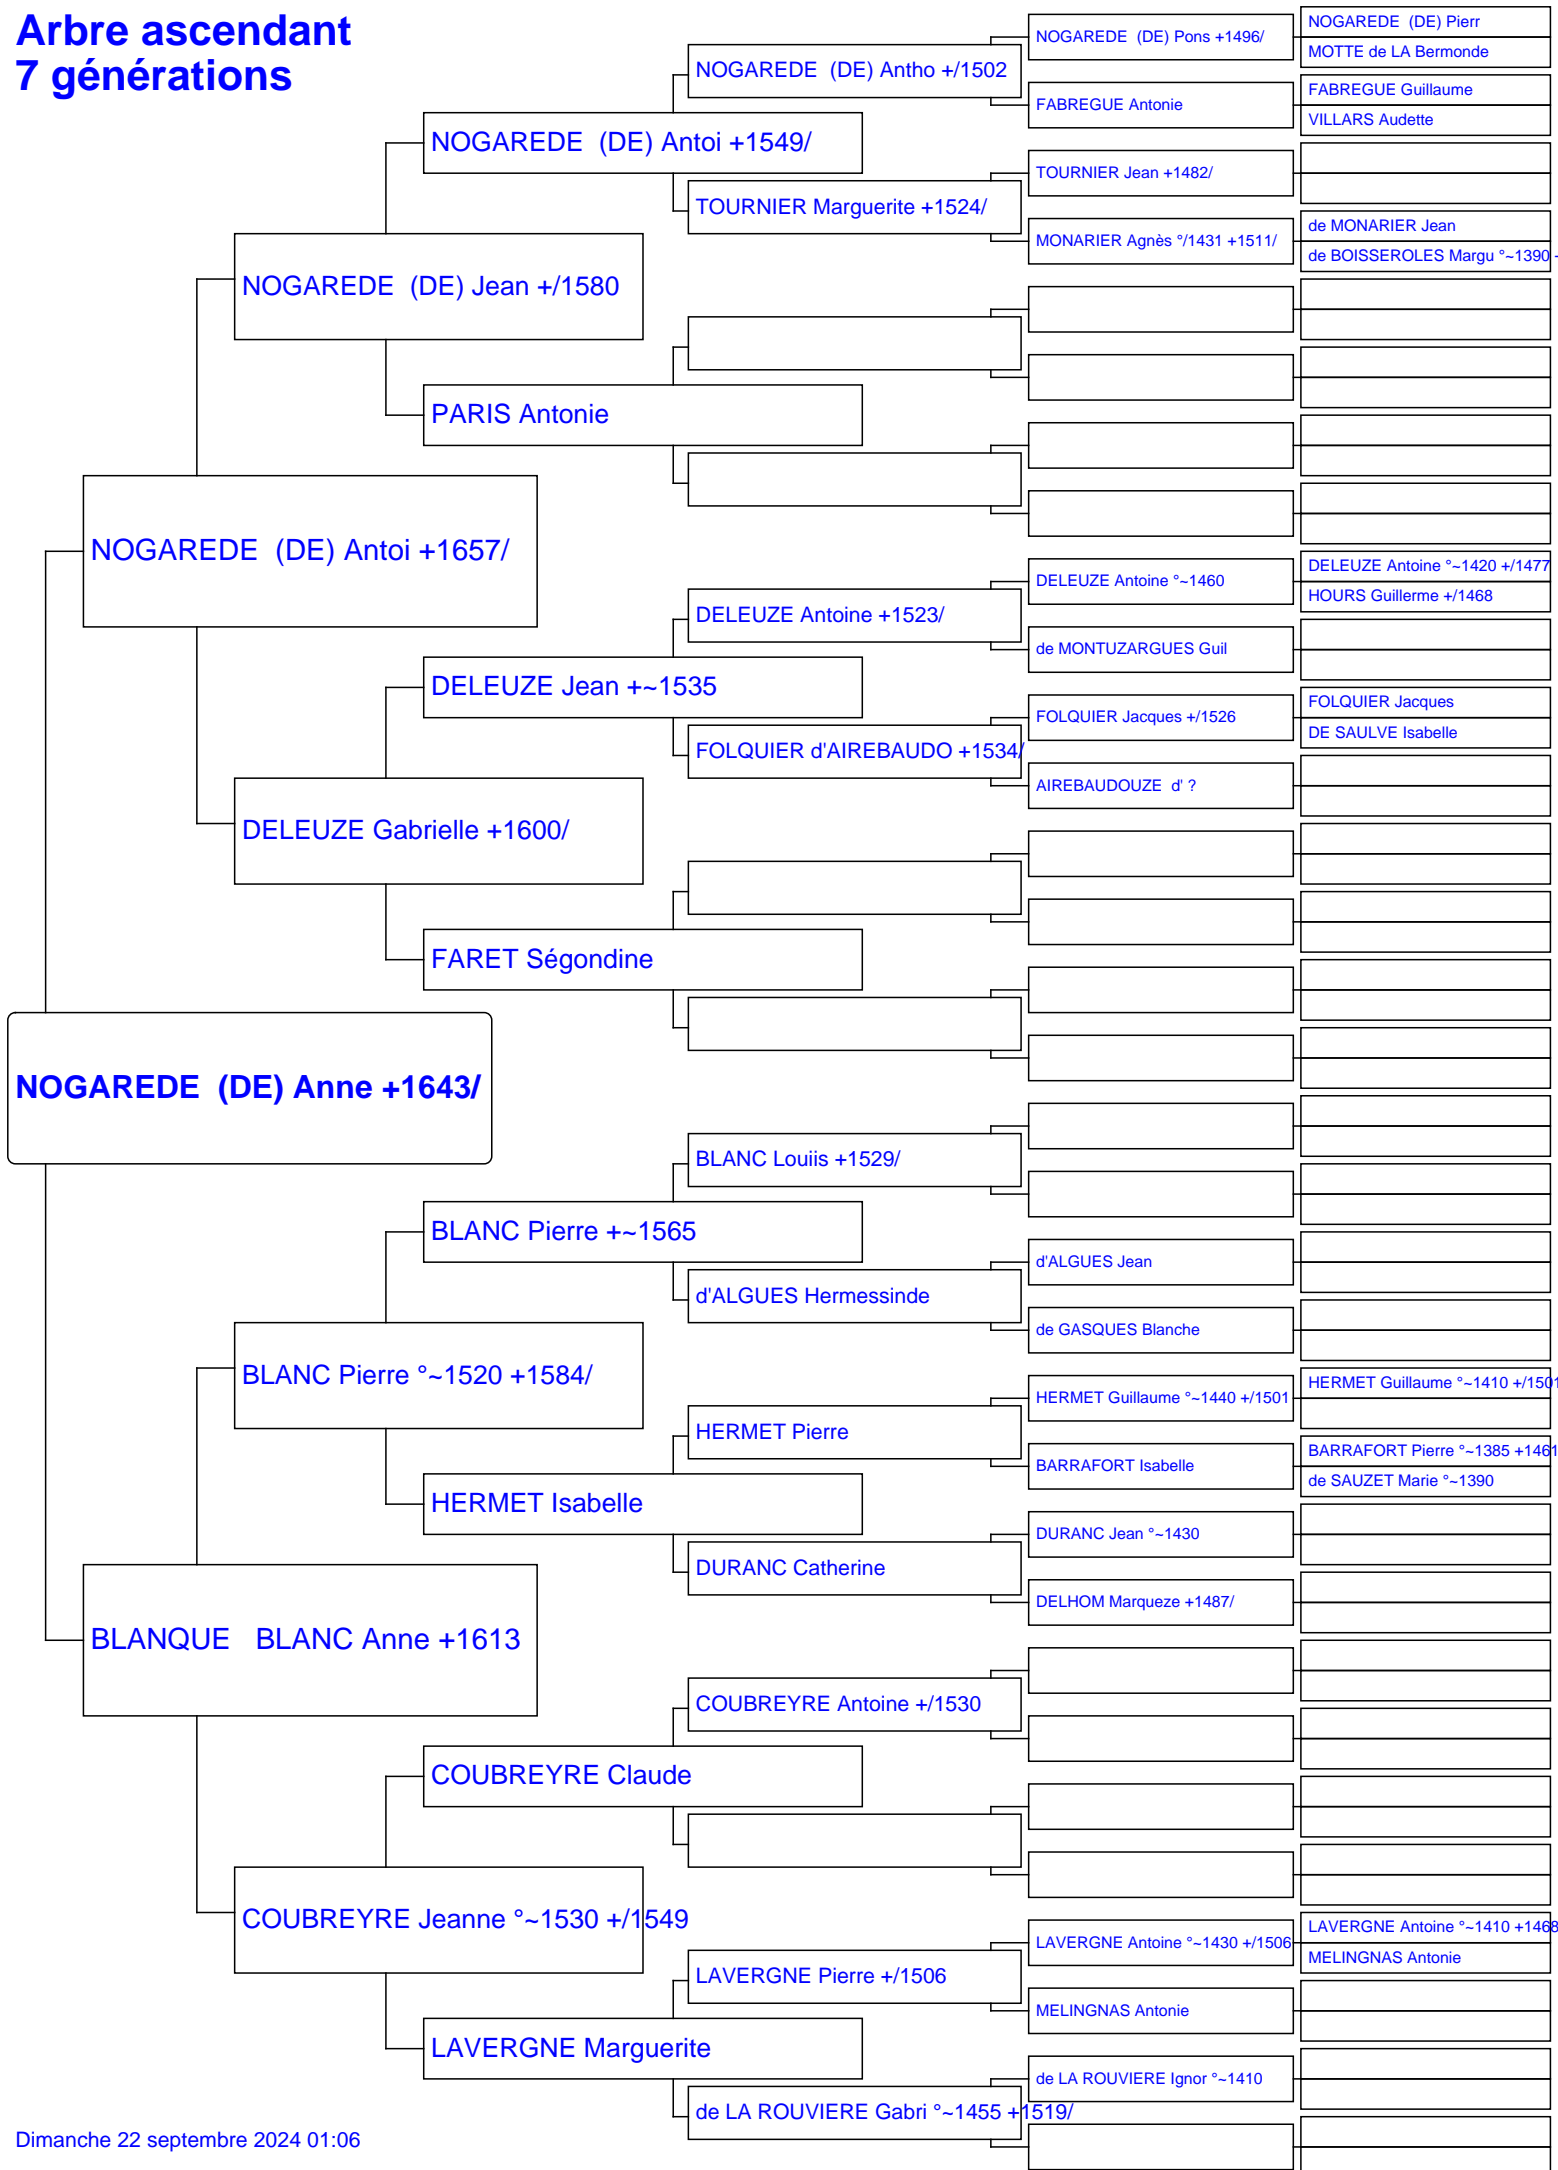 Arbre ascendant
7 générations
NOGAREDE  (DE) Anne +1643/
NOGAREDE  (DE) Antoi +1657/
BLANQUE   BLANC Anne +1613
NOGAREDE  (DE) Jean +/1580
DELEUZE Gabrielle +1600/
BLANC Pierre °~1520 +1584/
COUBREYRE Jeanne °~1530 +/1549
NOGAREDE  (DE) Antoi +1549/
PARIS Antonie
DELEUZE Jean +~1535
FARET Ségondine
BLANC Pierre +~1565
HERMET Isabelle
COUBREYRE Claude
LAVERGNE Marguerite
NOGAREDE  (DE) Antho +/1502
TOURNIER Marguerite +1524/
DELEUZE Antoine +1523/
FOLQUIER d'AIREBAUDO +1534/
BLANC Louiis +1529/
d'ALGUES Hermessinde
HERMET Pierre
DURANC Catherine
COUBREYRE Antoine +/1530
LAVERGNE Pierre +/1506
de LA ROUVIERE Gabri °~1455 +1519/
NOGAREDE  (DE) Pons +1496/
FABREGUE Antonie
TOURNIER Jean +1482/
MONARIER Agnès °/1431 +1511/
DELEUZE Antoine °~1460
de MONTUZARGUES Guil
FOLQUIER Jacques +/1526
AIREBAUDOUZE  d' ?
d'ALGUES Jean
de GASQUES Blanche
HERMET Guillaume °~1440 +/1501
BARRAFORT Isabelle
DURANC Jean °~1430
DELHOM Marqueze +1487/
LAVERGNE Antoine °~1430 +/1506
MELINGNAS Antonie
de LA ROUVIERE Ignor °~1410
NOGAREDE  (DE) Pierr
MOTTE de LA Bermonde
FABREGUE Guillaume
VILLARS Audette
de MONARIER Jean
de BOISSEROLES Margu °~1390 +
DELEUZE Antoine °~1420 +/1477
HOURS Guillerme +/1468
FOLQUIER Jacques
DE SAULVE Isabelle
HERMET Guillaume °~1410 +/1501
BARRAFORT Pierre °~1385 +1461
de SAUZET Marie °~1390
LAVERGNE Antoine °~1410 +1468
MELINGNAS Antonie
Dimanche 22 septembre 2024 01:06